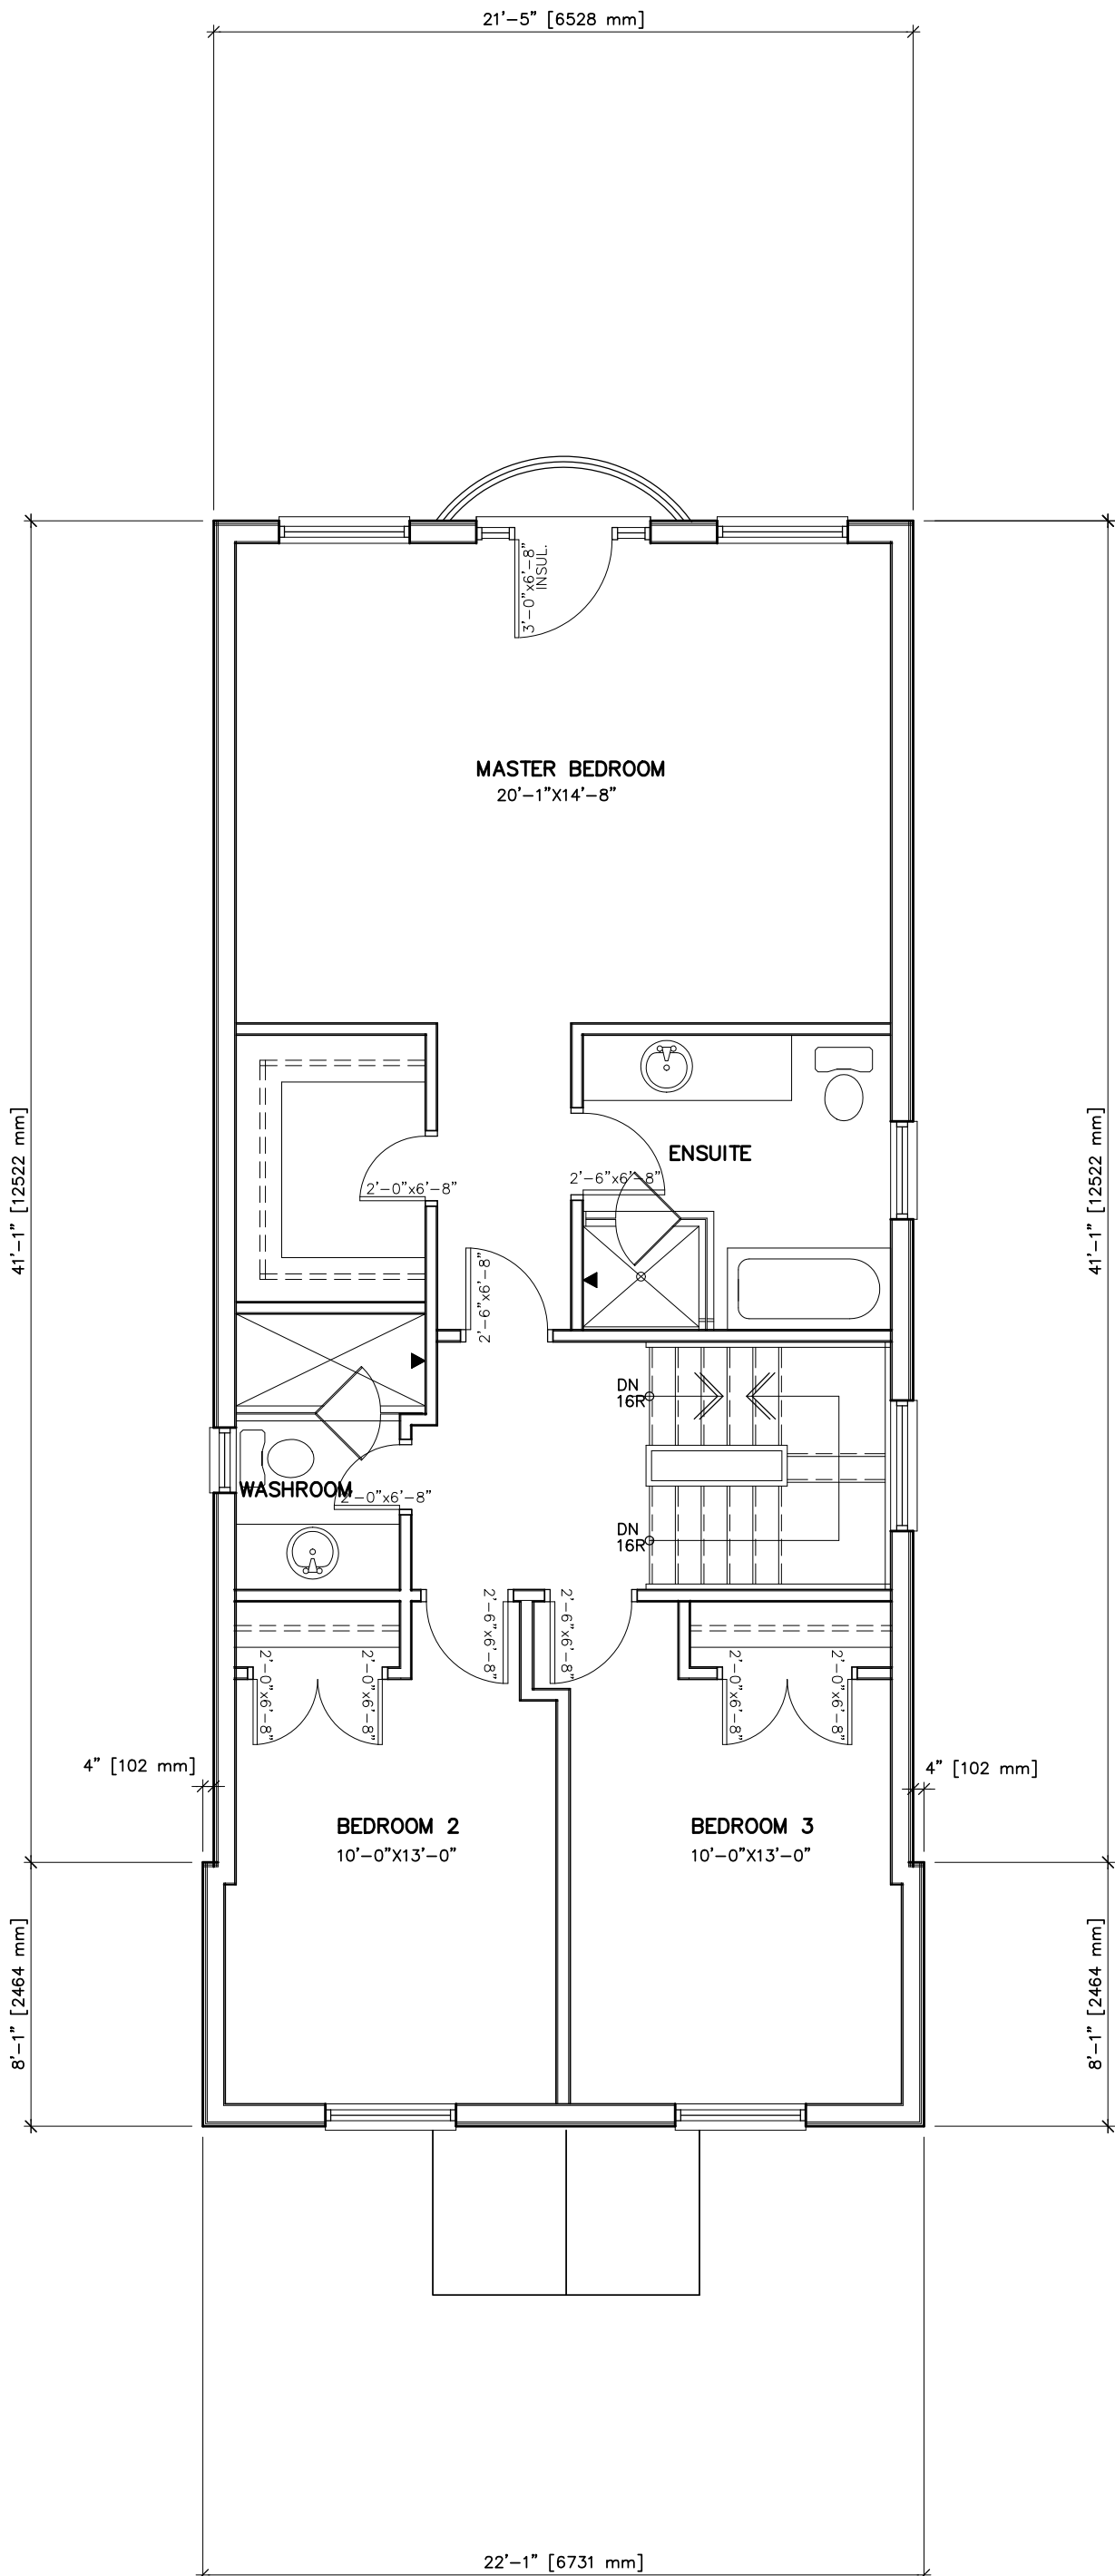 21'-5" [6528 mm]
3'-0"x6'-8"
INSUL.
MASTER BEDROOM
20'-1"X14'-8"
41'-1" [12522 mm]
41'-1" [12522 mm]
ENSUITE
2'-0"x6'-8"
2'-6"x6'-8"
2'-6"x6'-8"
DN
16R
WASHROOM
2'-0"x6'-8"
DN
16R
2'-6"x6'-8"
2'-6"x6'-8"
2'-0"x6'-8"
2'-0"x6'-8"
2'-0"x6'-8"
2'-0"x6'-8"
4" [102 mm]
4" [102 mm]
BEDROOM 2
10'-0"X13'-0"
BEDROOM 3
10'-0"X13'-0"
8'-1" [2464 mm]
8'-1" [2464 mm]
22'-1" [6731 mm]